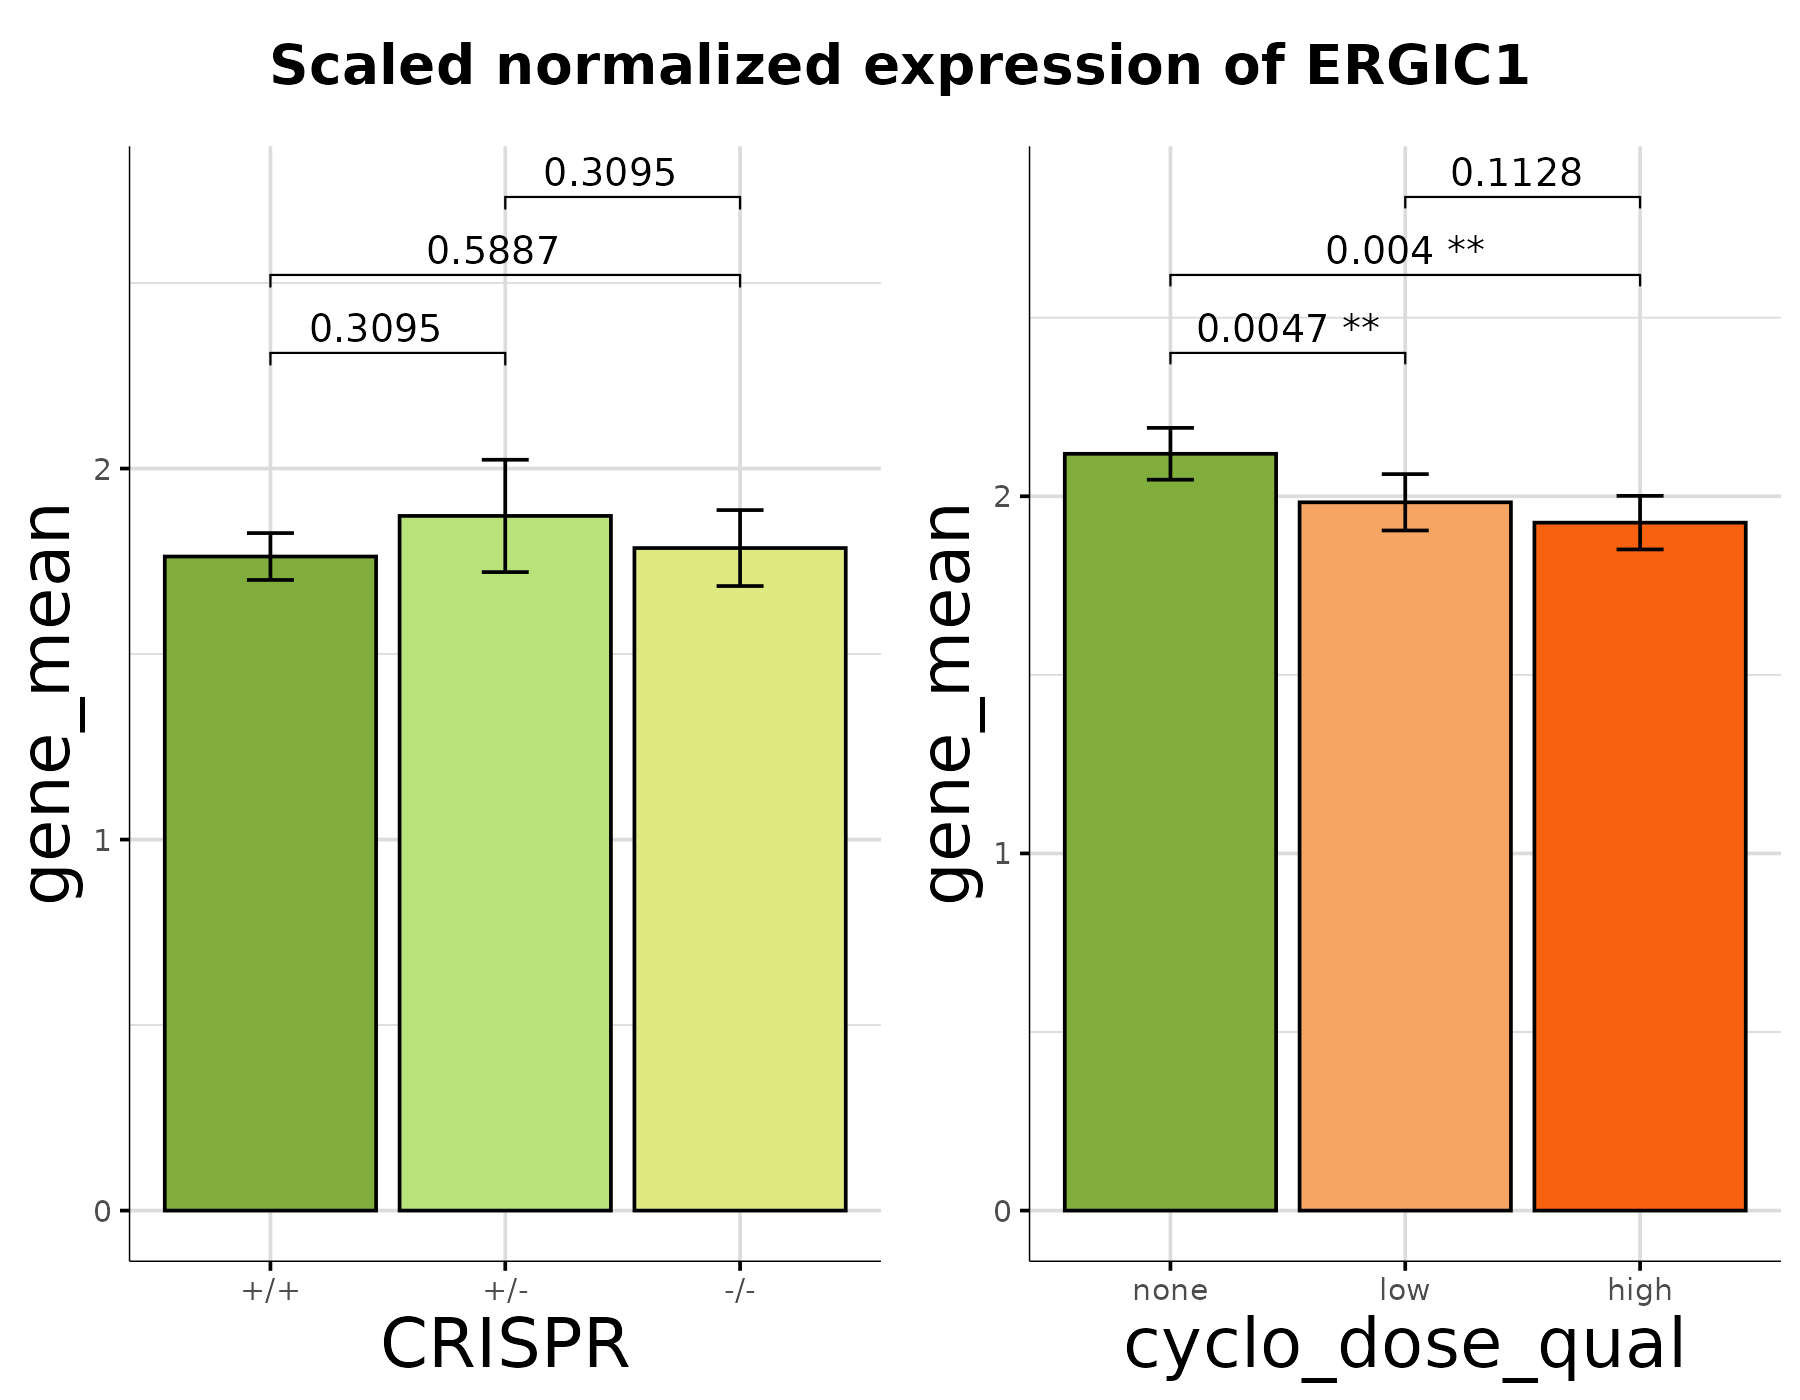 Scaled normalized expression of ERGIC1
0.3095
0.5887
0.3095
gene_mean
2
1
0
+/+ +/- -/-
CRISPR
0.1128
0.004 **
0.0047 **
gene_mean
2
1
0
none low high
cyclo_dose_qual